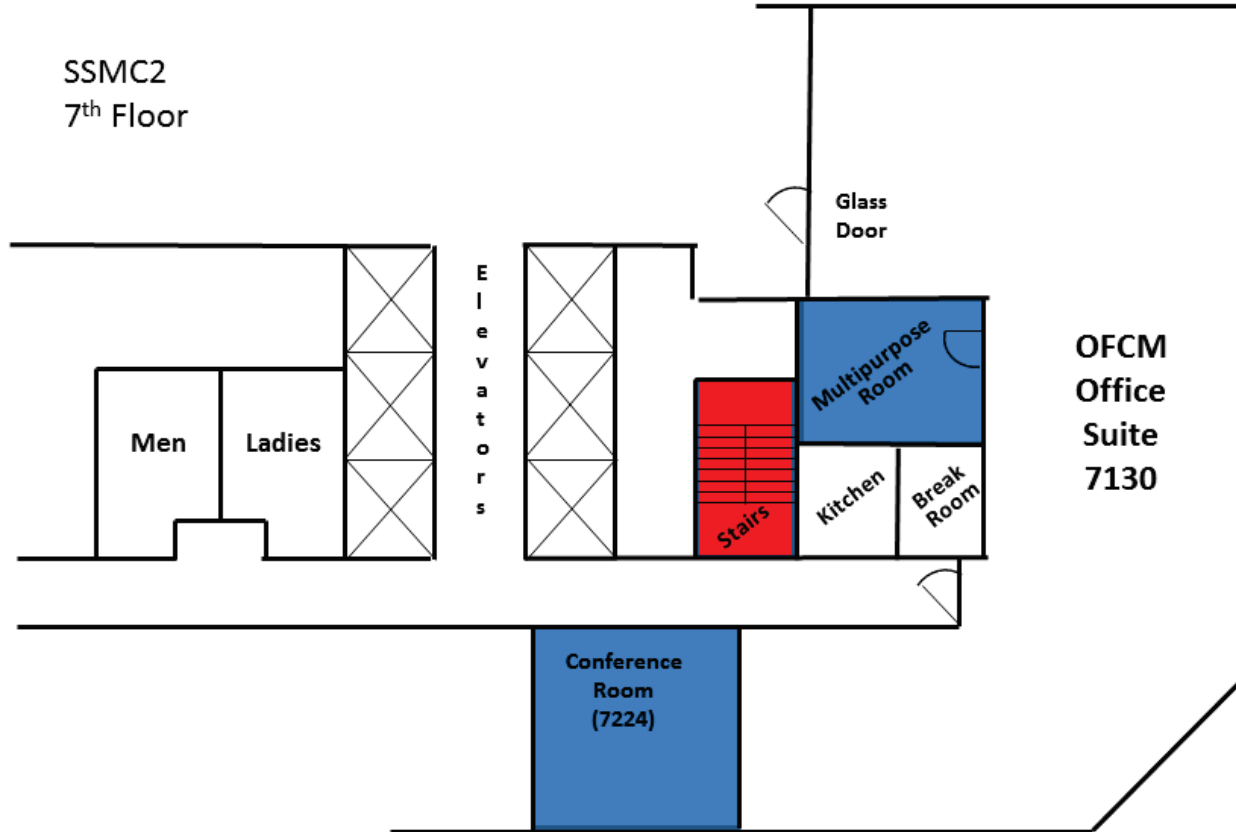 SSMC2
7th Floor
Glass
Door
Elevators
Men
Ladies
Multipurpose
Room
OFCM
Office
Suite
7130
Stairs
Kitchen
Break
Room
Conference
Room
(7224)